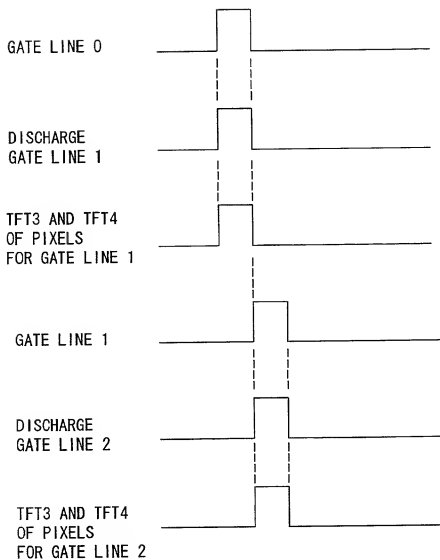 GATE LINE 0
DISCHARGE
GATE LINE 1
TFT3 AND TFT4
OF PIXELS
FOR GATE LINE 1
GATE LINE 1
DISCHARGE
GATE LINE 2
TFT3 AND TFT4
OF PIXELS
FOR GATE LINE 2